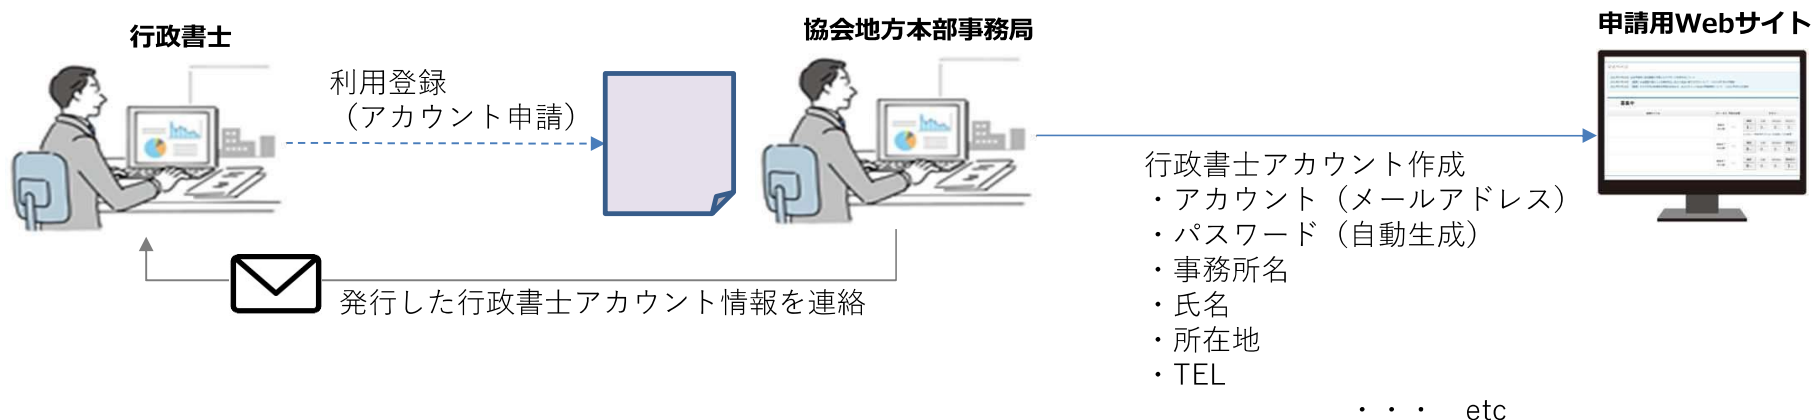 行政書士
協会地方本部事務局
申請用Webサイト
利用登録
（アカウント申請）
行政書士アカウント作成
・アカウント（メールアドレス）
・パスワード（自動生成）
・事務所名
・氏名
・所在地
・TEL
・・・　etc
発行した行政書士アカウント情報を連絡